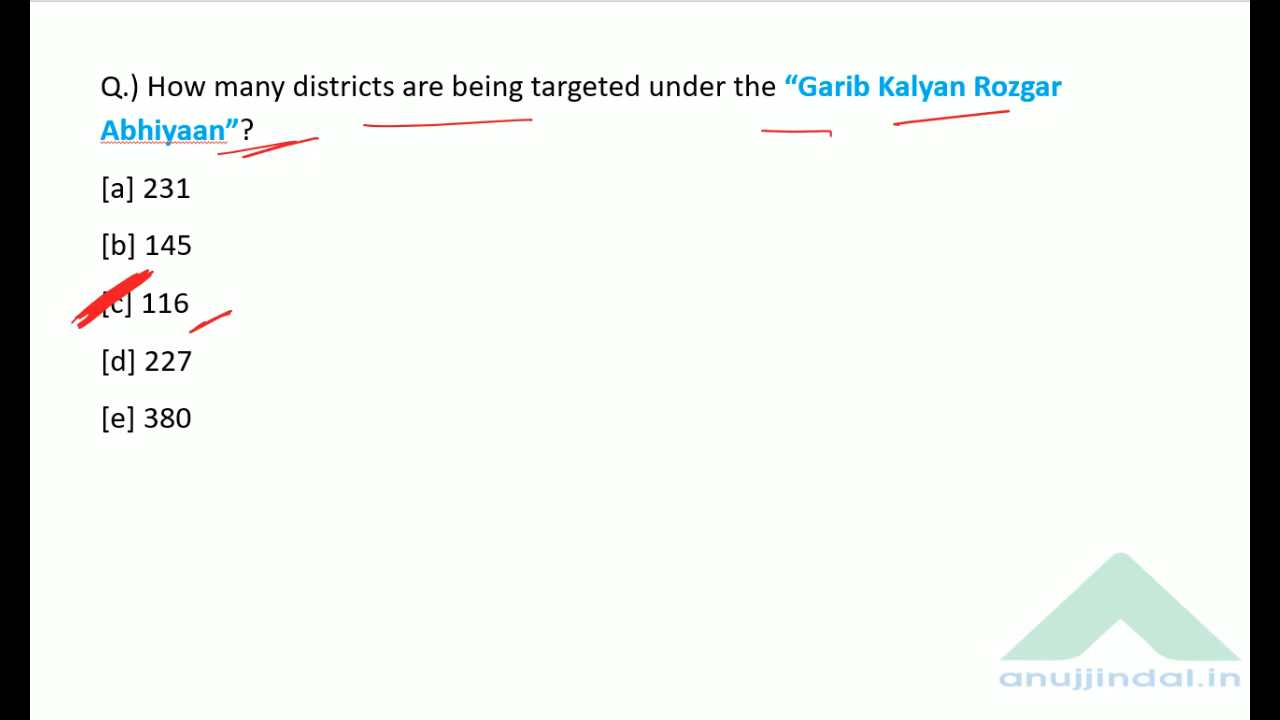 Q.) How many districts are being targeted under the “Garib Kalyan Rozgar
Abhiyaan”?
[a] 231
[b] 145
[c] 116
[d] 227
[e] 380
anujjindal.in